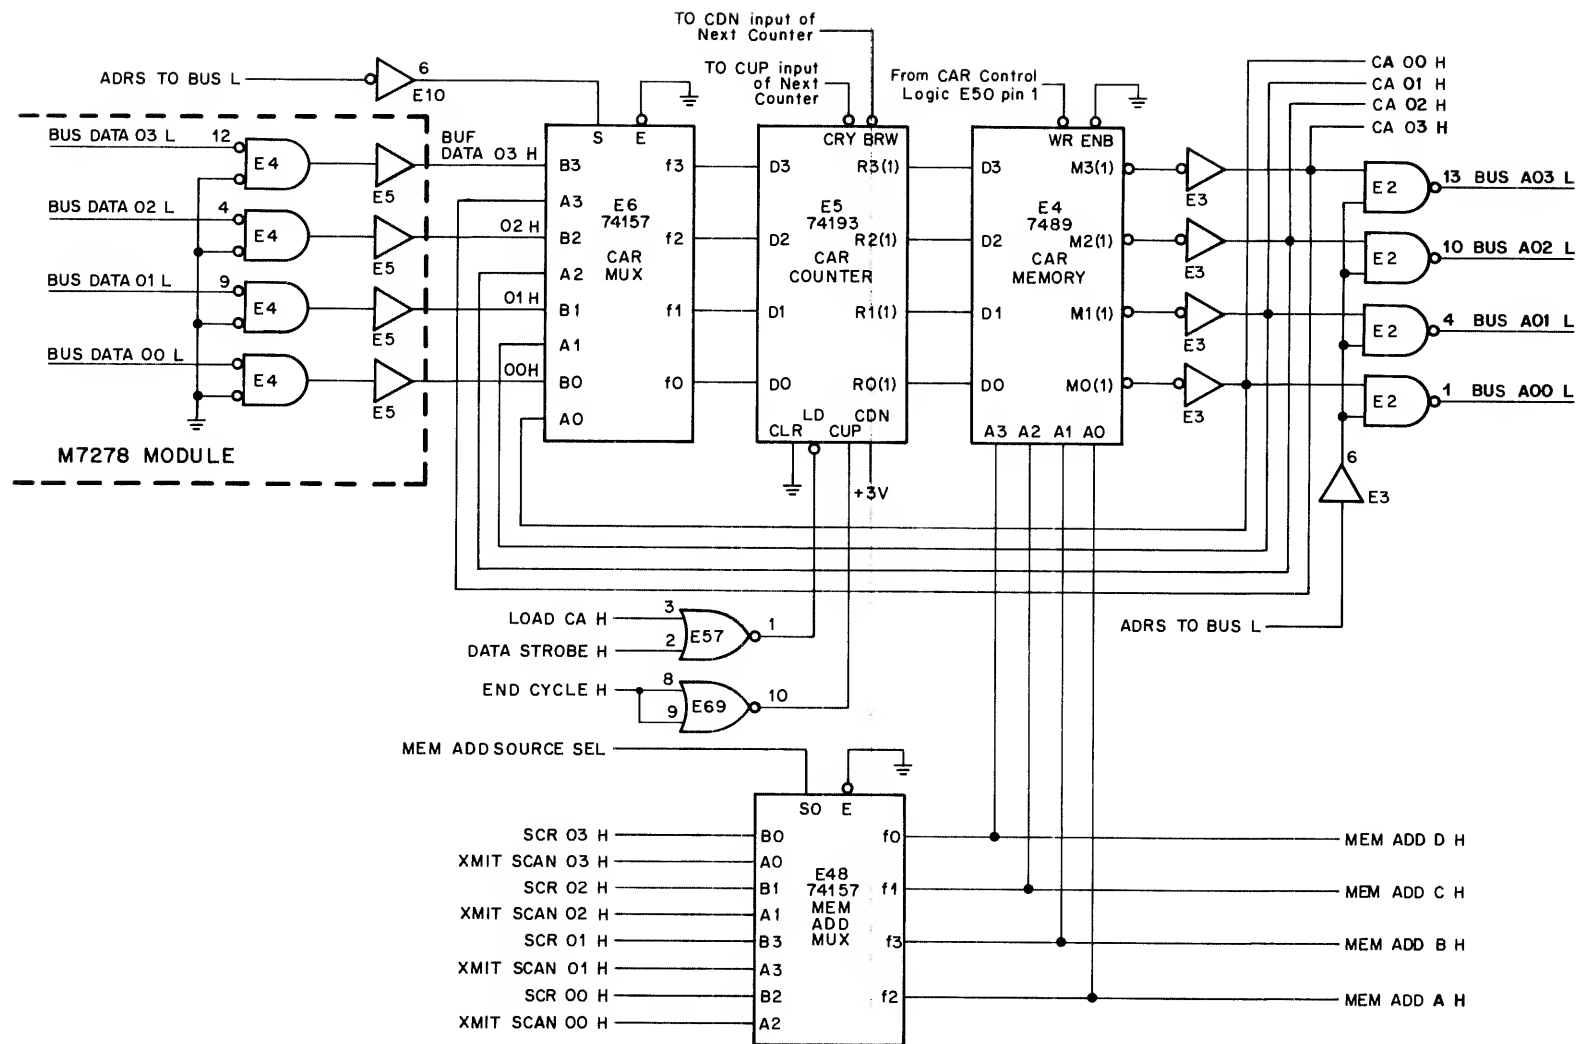 TO CDN input of
Next Counter
TO CUP input
of Next
Counter
From CAR Control
Logic E50 pin 1
CA 00 H
CA 01 H
CA 02 H
CA 03 H
ADRS TO BUS L
6
E10
BUS DATA 03 L
12
E4
E5
BUF
DATA 03 H
BUS DATA 02 L
4
E4
E5
02 H
BUS DATA 01 L
9
E4
E5
01 H
BUS DATA 00 L
E4
E5
00H
M7278 MODULE
S E
B3 f3
A3
E6
74157
B2 f2
CAR
MUX
A2
B1 f1
A1
B0 f0
A0
CRY BRW
D3 R3(1)
E5
74193
D2 R2(1)
CAR
COUNTER
D1 R1(1)
D0 R0(1)
LD CDN
CLR CUP
+3V
WR ENB
D3 M3(1)
E4
7489
D2 M2(1)
CAR
MEMORY
D1 M1(1)
D0 M0(1)
A3 A2 A1 A0
E3
E3
E3
E3
E2
13 BUS A03 L
E2
10 BUS A02 L
E2
4 BUS A01 L
E2
1 BUS A00 L
6
E3
ADRS TO BUS L
LOAD CA H
3
E57
1
DATA STROBE H
2
END CYCLE H
8
E69
10
9
MEM ADD SOURCE SEL
S0 E
SCR 03 H
B0 f0
MEM ADD D H
XMIT SCAN 03 H
A0
E48
74157
MEM
ADD
MUX
SCR 02 H
B1 f1
MEM ADD C H
XMIT SCAN 02 H
A1
SCR 01 H
B3 f3
MEM ADD B H
XMIT SCAN 01 H
A3
SCR 00 H
B2 f2
MEM ADD A H
XMIT SCAN 00 H
A2